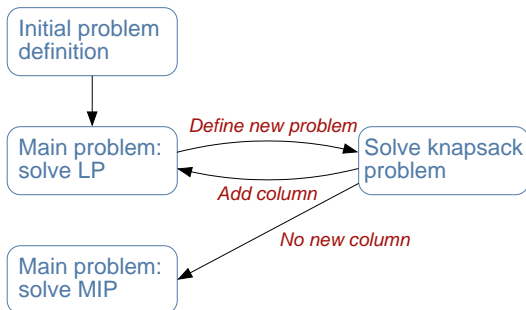 Initial problem
definition
Main problem:
solve LP
Define new problem
Solve knapsack
problem
Add column
No new column
Main problem:
solve MIP